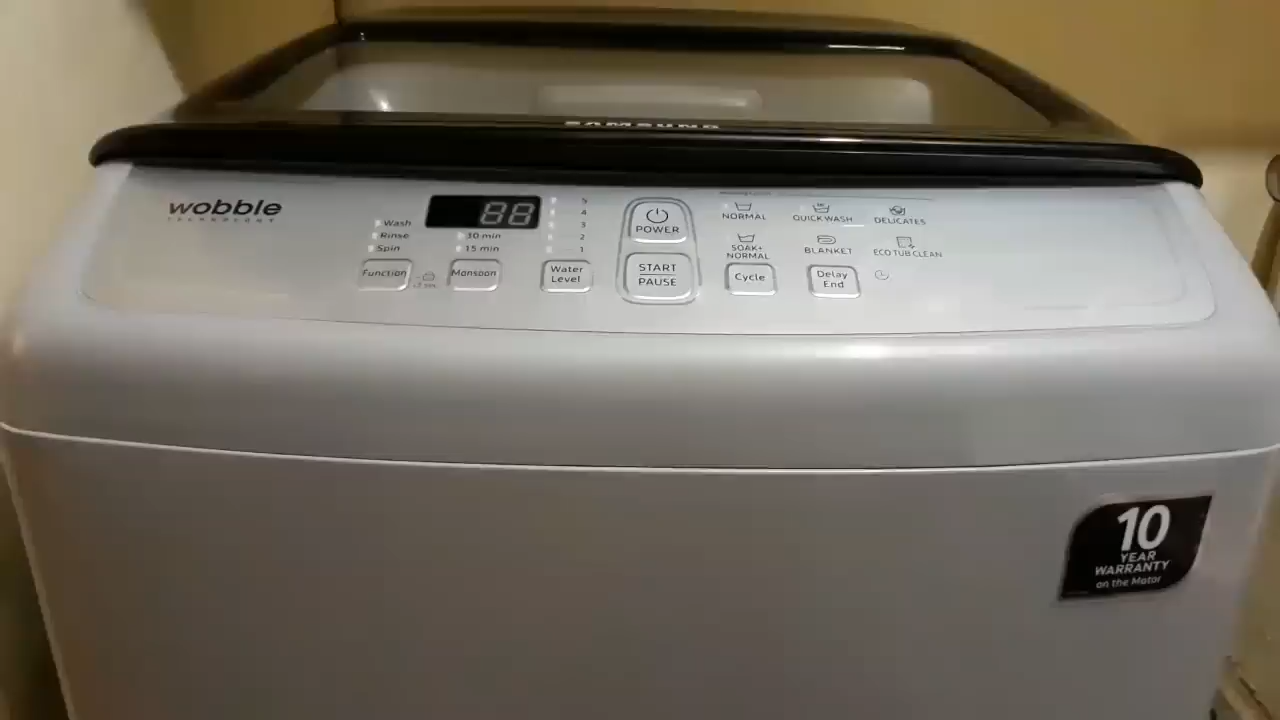 SAMSUNG
wobble
TECHNOLOGY
Wash
Rinse
Spin
Function
30 min
15 min
Monsoon
5
4
3
2
1
Water
Level
POWER
START
PAUSE
NORMAL
QUICK WASH
DELICATES
SOAK+
NORMAL
BLANKET
ECO TUB CLEAN
Cycle
Delay
End
10
YEAR
WARRANTY
on the Motor